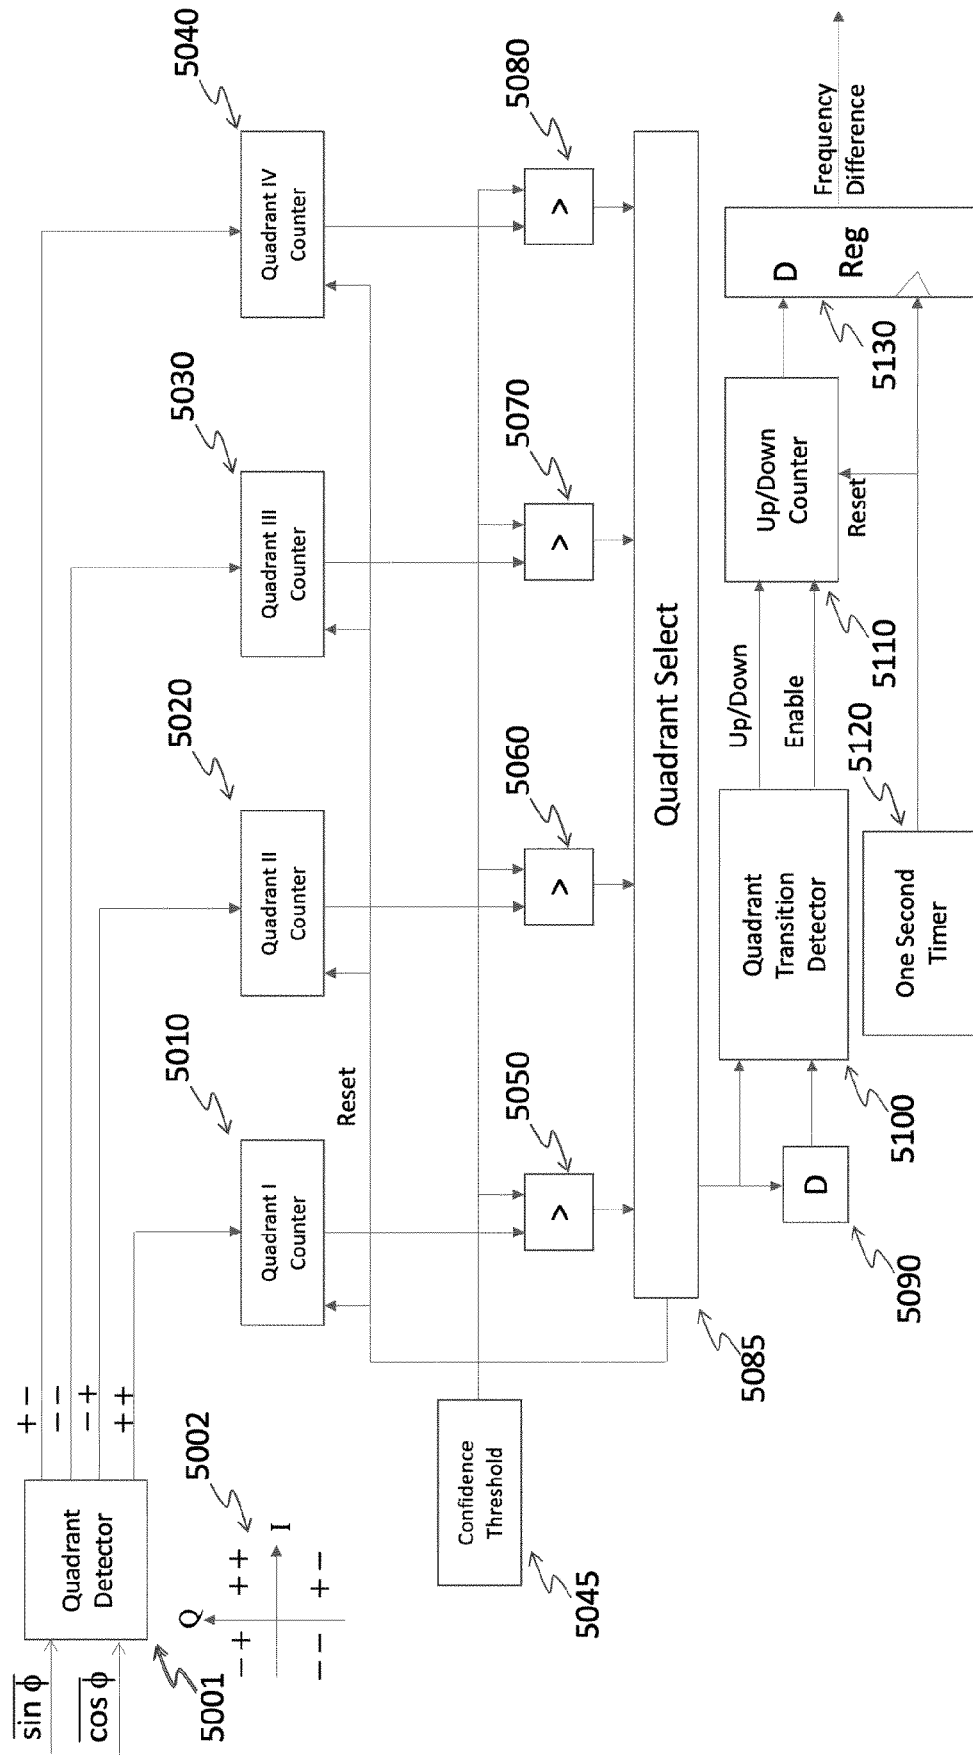 sin ϕ
cos ϕ
5001
Quadrant
Detector
+ −
− −
− +
+ +
Q
I
− +
+ +
− −
+ −
5002
Quadrant I
Counter
5010
Quadrant II
Counter
5020
Quadrant III
Counter
5030
Quadrant IV
Counter
5040
Reset
Confidence
Threshold
5045
>
5050
>
5060
>
5070
>
5080
Quadrant Select
5085
D
5090
Quadrant
Transition
Detector
5100
Up/Down
Enable
Up/Down
Counter
5110
Reset
One Second
Timer
5120
D
Reg
5130
Frequency
Difference